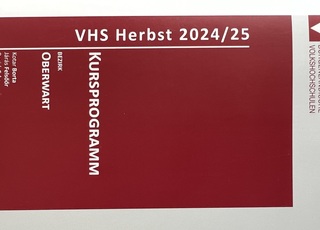 VHS Herbst 2024/25
KURSPROGRAMM
BEZIRK
OBERWART
VOLKSHOCHSCHULEN